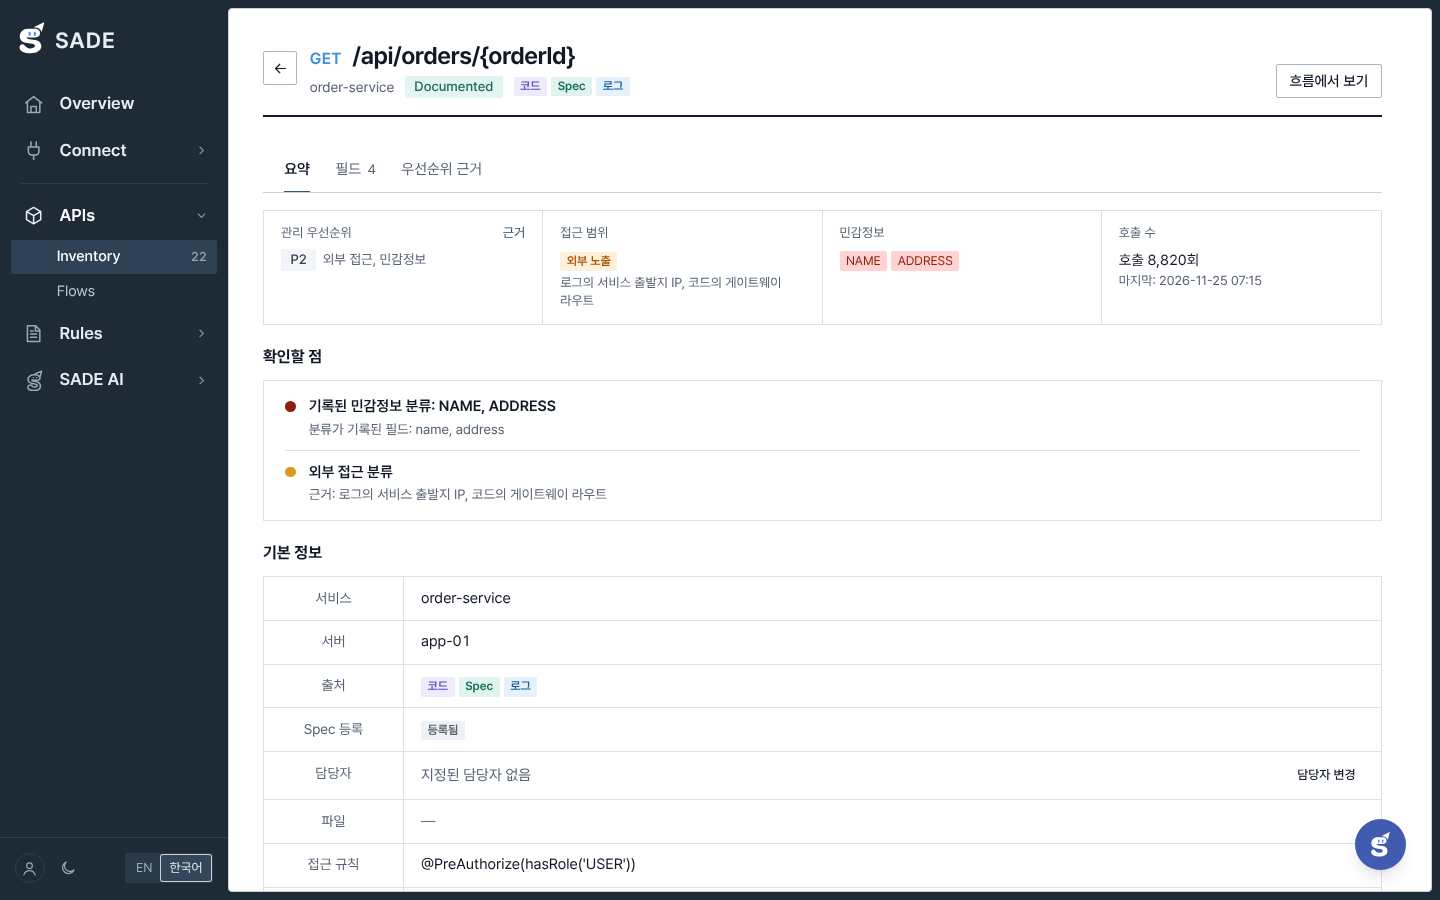 SADE
Overview
Connect
APIs
Inventory 22
Flows
Rules
SADE AI
EN 한국어
GET /api/orders/{orderId}
order-service Documented 코드 Spec 로그
흐름에서 보기
요약 필드 4 우선순위 근거
관리 우선순위 근거
P2 외부 접근, 민감정보
접근 범위
외부 노출
로그의 서비스 출발지 IP, 코드의 게이트웨이
라우트
민감정보
NAME ADDRESS
호출 수
호출 8,820회
마지막: 2026-11-25 07:15
확인할 점
기록된 민감정보 분류: NAME, ADDRESS
분류가 기록된 필드: name, address
외부 접근 분류
근거: 로그의 서비스 출발지 IP, 코드의 게이트웨이 라우트
기본 정보
서비스 order-service
서버 app-01
출처 코드 Spec 로그
Spec 등록 등록됨
담당자 지정된 담당자 없음 담당자 변경
파일 —
접근 규칙 @PreAuthorize(hasRole('USER'))